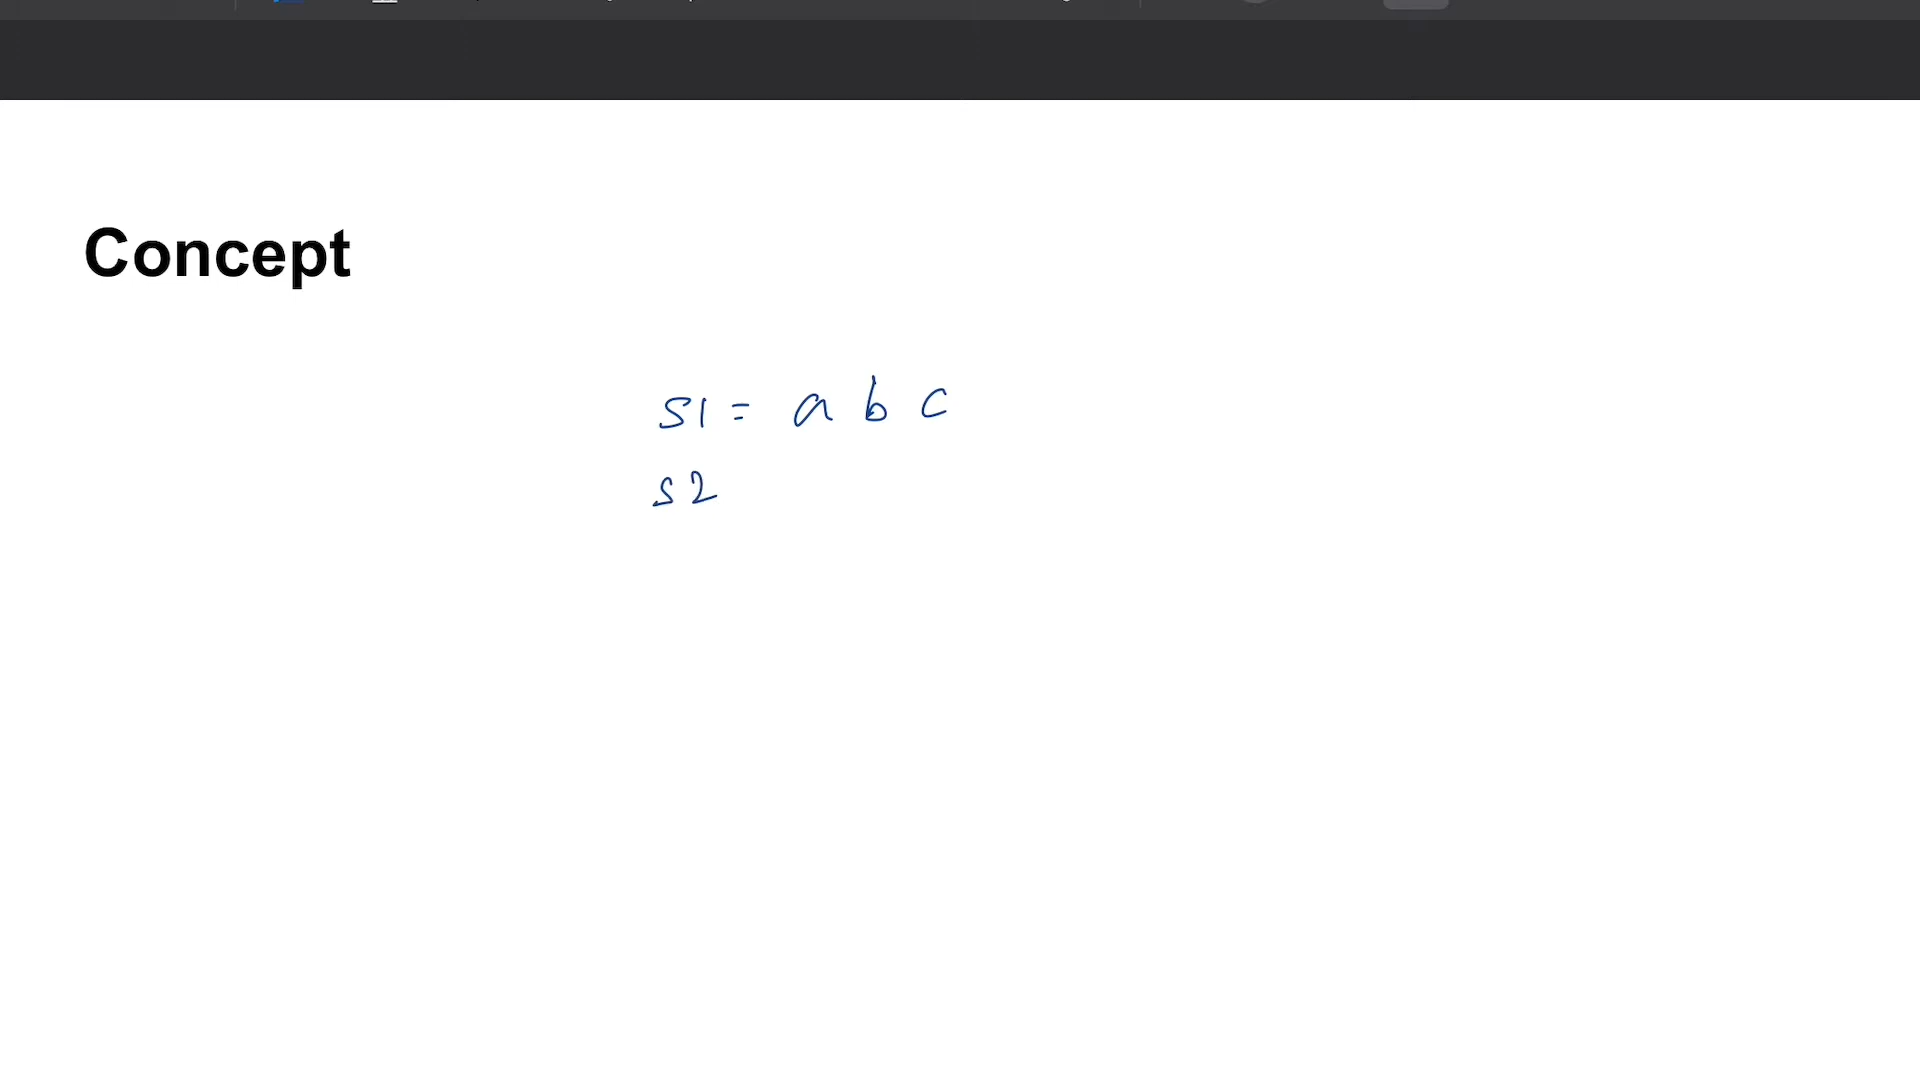 Concept
S1 = a b c
s2